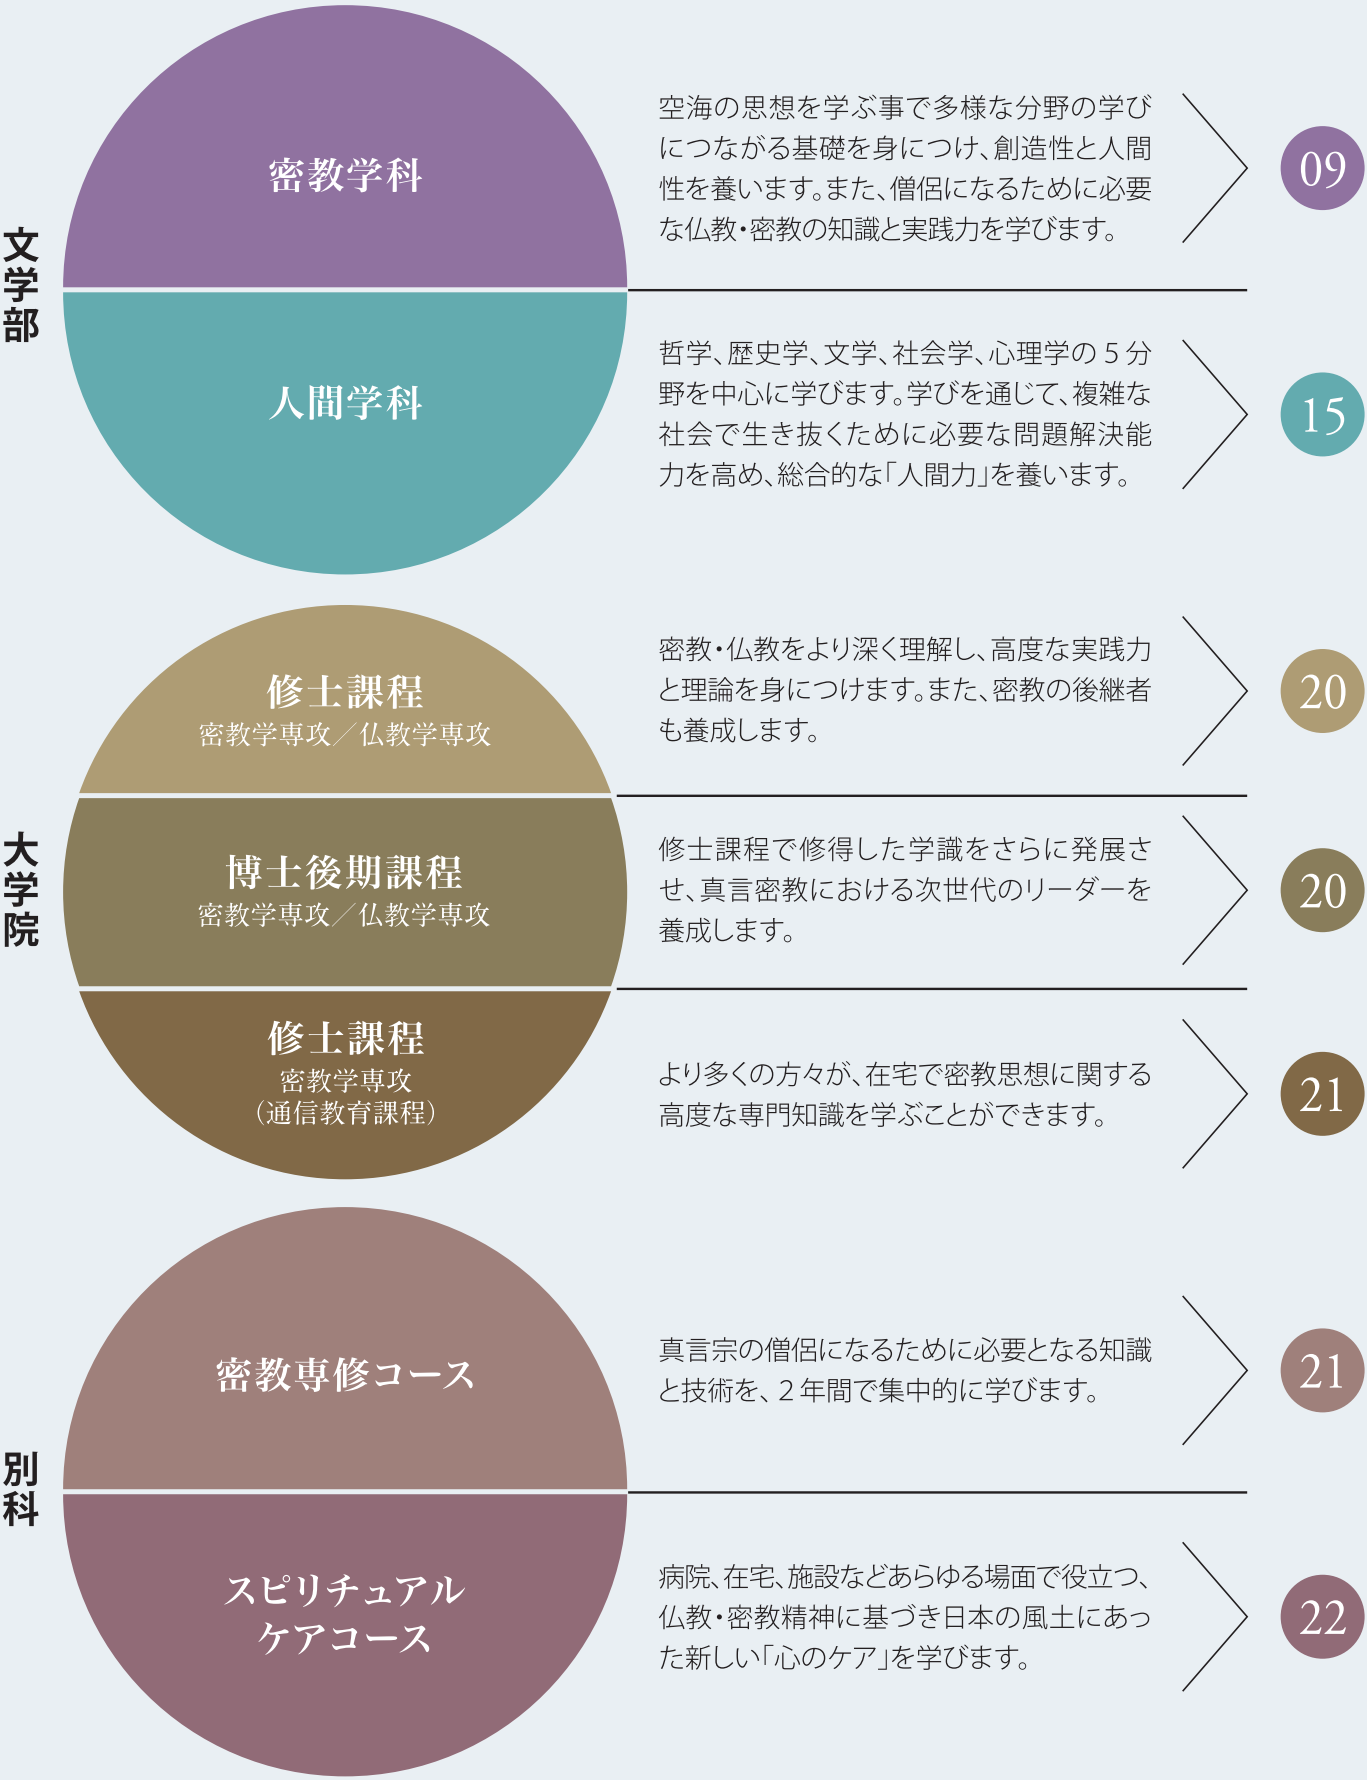 文学部
密教学科
空海の思想を学ぶ事で多様な分野の学び
につながる基礎を身につけ、創造性と人間
性を養います。また、僧侶になるために必要
な仏教・密教の知識と実践力を学びます。
09
人間学科
哲学、歴史学、文学、社会学、心理学の 5 分
野を中心に学びます。学びを通じて、複雑な
社会で生き抜くために必要な問題解決能
力を高め、総合的な「人間力」を養います。
15
大学院
修士課程
密教学専攻／仏教学専攻
密教・仏教をより深く理解し、高度な実践力
と理論を身につけます。また、密教の後継者
も養成します。
20
博士後期課程
密教学専攻／仏教学専攻
修士課程で修得した学識をさらに発展さ
せ、真言密教における次世代のリーダーを
養成します。
20
修士課程
密教学専攻
（通信教育課程）
より多くの方々が、在宅で密教思想に関する
高度な専門知識を学ぶことができます。
21
別科
密教専修コース
真言宗の僧侶になるために必要となる知識
と技術を、2 年間で集中的に学びます。
21
スピリチュアル
ケアコース
病院、在宅、施設などあらゆる場面で役立つ、
仏教・密教精神に基づき日本の風土にあっ
た新しい「心のケア」を学びます。
22